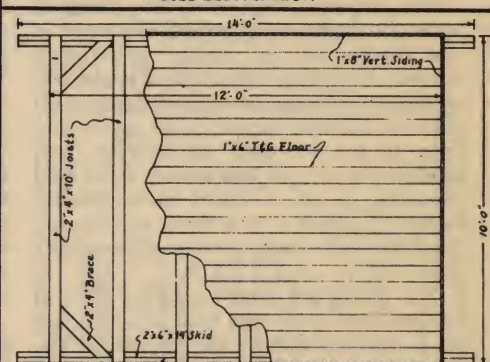 14'-0"
1"x8" Vert Siding
12'-0"
1"x6" T&G Floor
2"x4"x10' Joists
10'-0"
2"x4" Brace
2"x6"x14' Skid